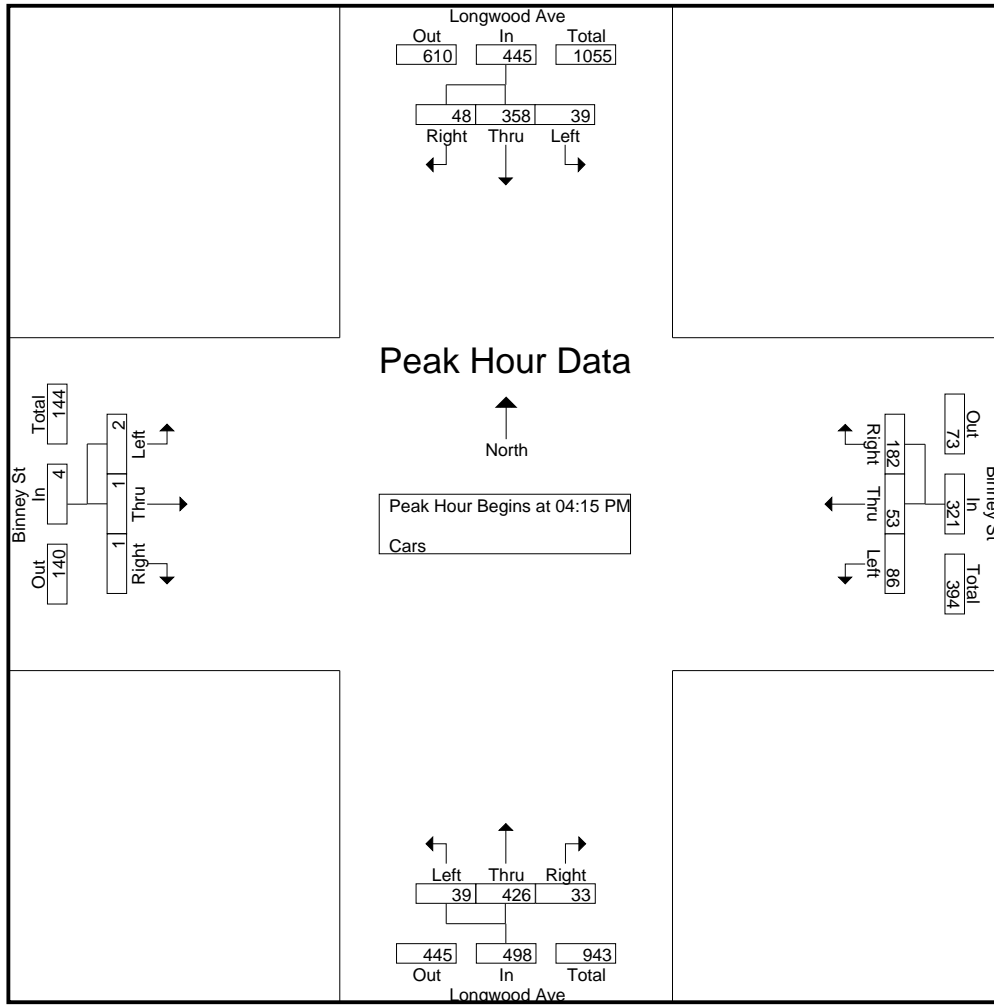 Longwood Ave
Out In Total
610 445 1055
48 358 39
Right Thru Left
Peak Hour Data
North
Peak Hour Begins at 04:15 PM
Cars
Binney St
Total In Out
144 4 140
2 1 1
Left Thru Right
Right Thru Left
182 53 86
Out In Total
73 321 394
Binney St
Left Thru Right
39 426 33
445 498 943
Out In Total
Longwood Ave